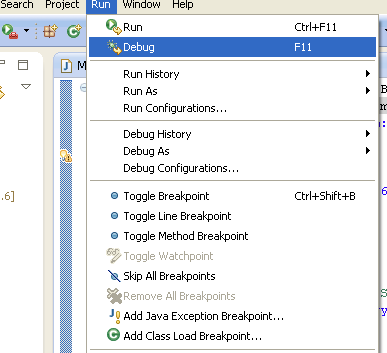 Search Project Run Window Help
Run Ctrl+F11
Debug F11
Run History
Run As
Run Configurations...
Debug History
Debug As
Debug Configurations...
Toggle Breakpoint Ctrl+Shift+B
Toggle Line Breakpoint
Toggle Method Breakpoint
Toggle Watchpoint
Skip All Breakpoints
Remove All Breakpoints
Add Java Exception Breakpoint...
Add Class Load Breakpoint...
.6]